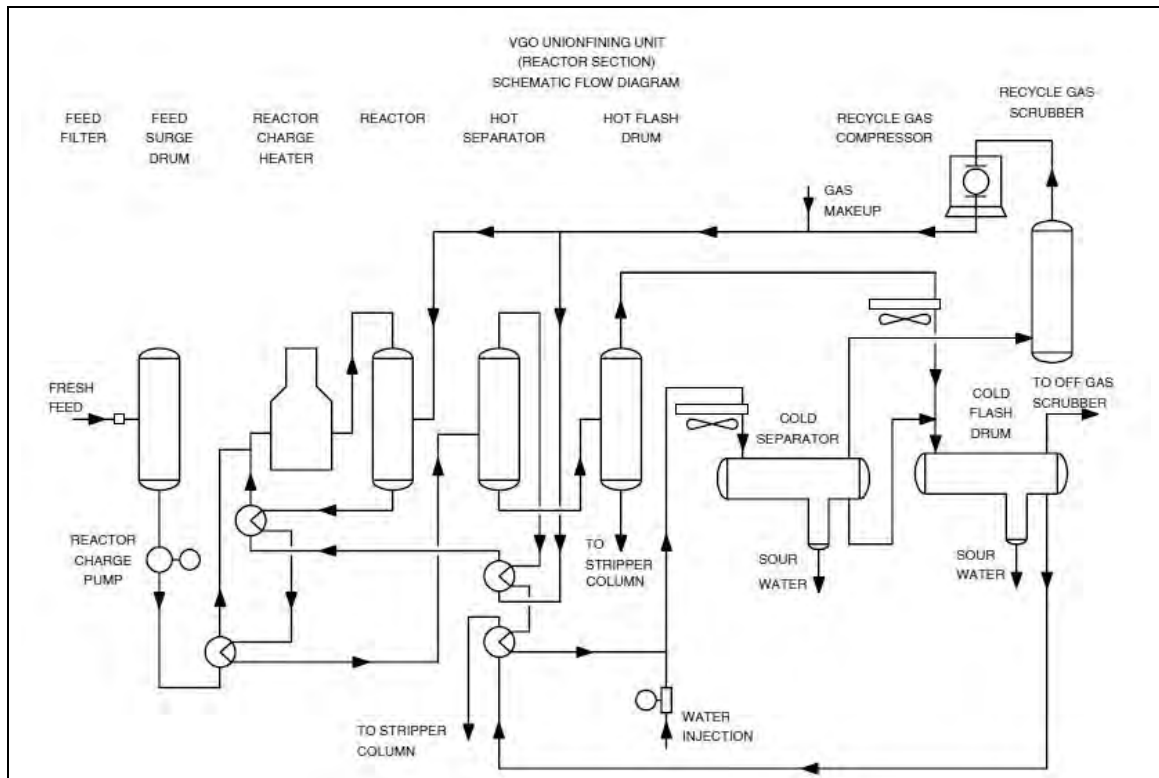 VGO UNIONFINING UNIT
(REACTOR SECTION)
SCHEMATIC FLOW DIAGRAM
FEED
FILTER
FEED
SURGE
DRUM
REACTOR
CHARGE
HEATER
REACTOR
HOT
SEPARATOR
HOT FLASH
DRUM
RECYCLE GAS
COMPRESSOR
RECYCLE GAS
SCRUBBER
GAS
MAKEUP
FRESH
FEED
COLD
SEPARATOR
TO OFF GAS
SCRUBBER
COLD
FLASH
DRUM
REACTOR
CHARGE
PUMP
TO
STRIPPER
COLUMN
SOUR
WATER
SOUR
WATER
TO STRIPPER
COLUMN
WATER
INJECTION